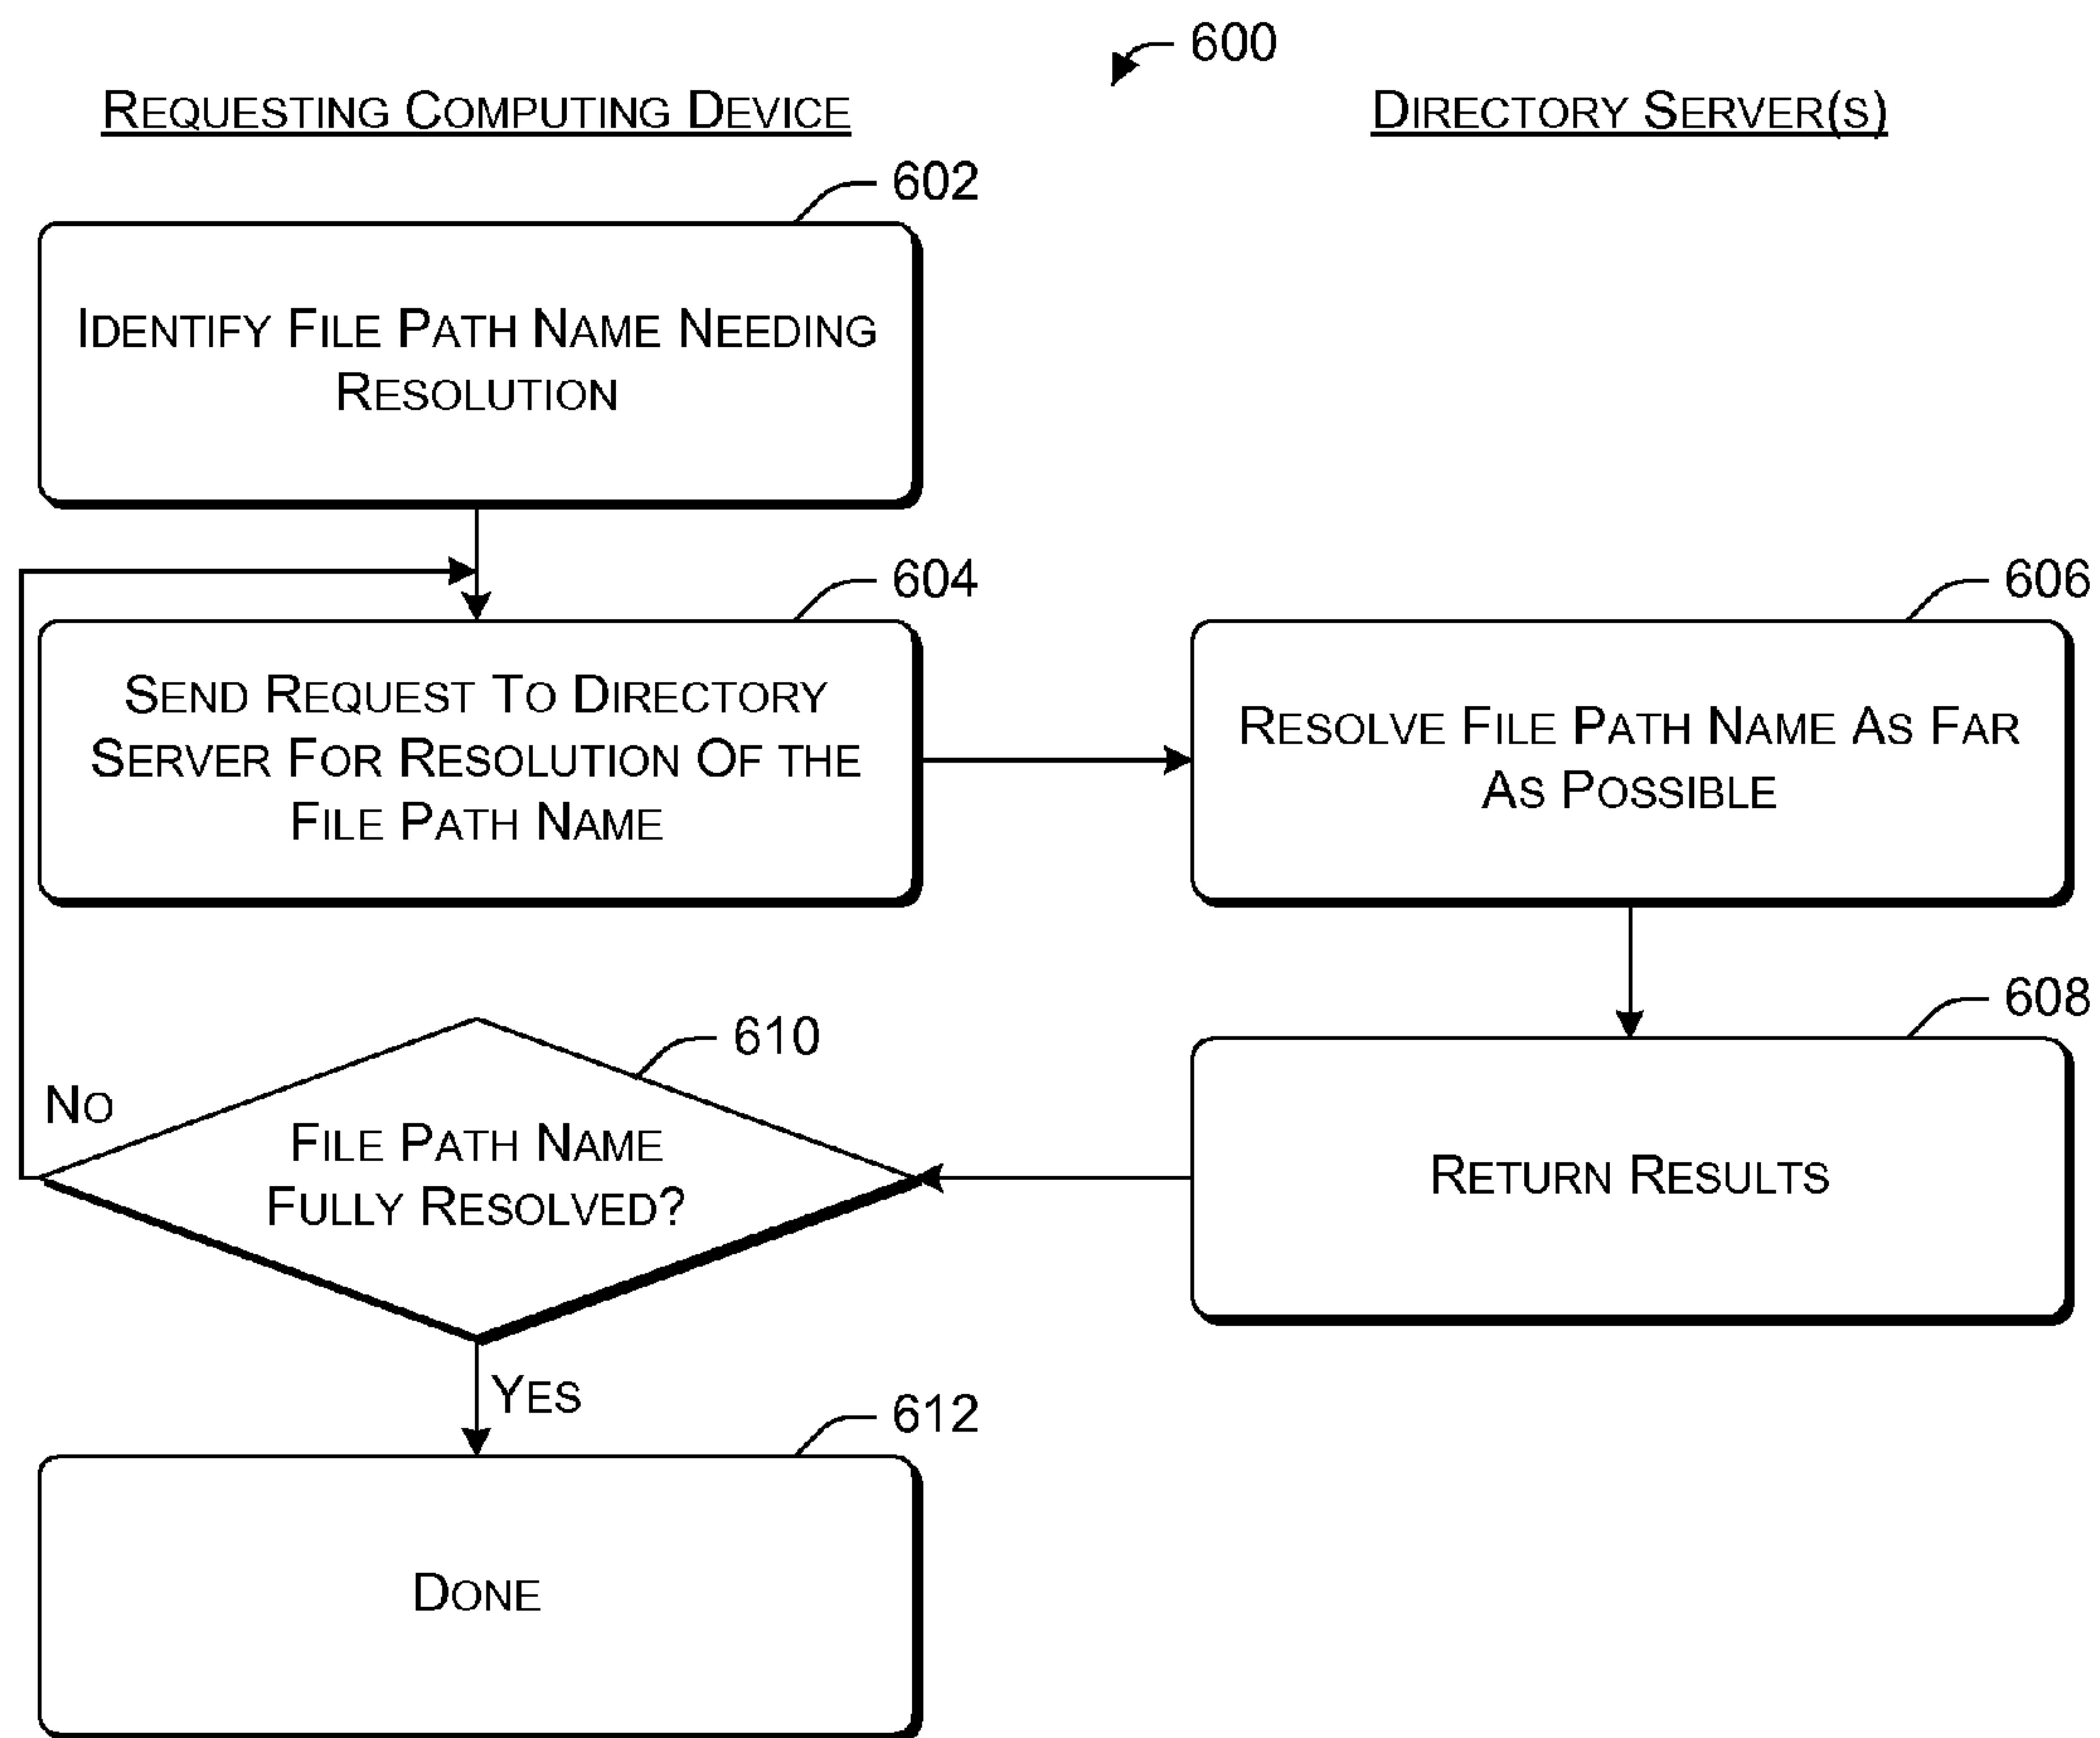 600
REQUESTING COMPUTING DEVICE
DIRECTORY SERVER(S)
602
IDENTIFY FILE PATH NAME NEEDING
RESOLUTION
604
SEND REQUEST TO DIRECTORY
SERVER FOR RESOLUTION OF THE
FILE PATH NAME
606
RESOLVE FILE PATH NAME AS FAR
AS POSSIBLE
608
RETURN RESULTS
610
NO
FILE PATH NAME
FULLY RESOLVED?
YES
612
DONE